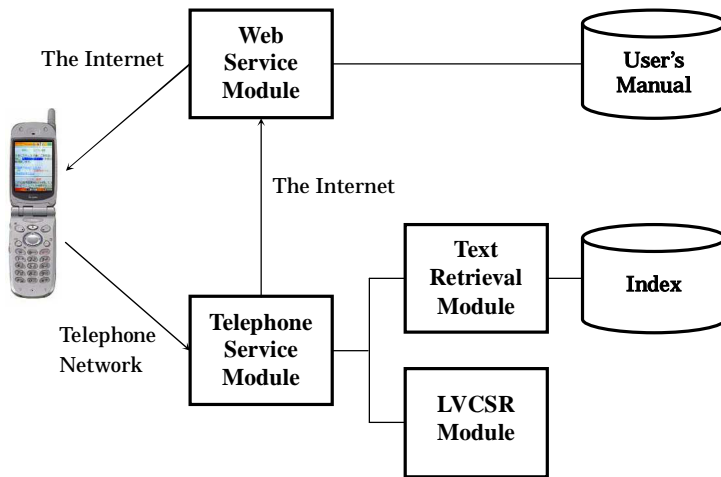 Web
Service
Module
The Internet
User's
Manual
The Internet
Text
Retrieval
Module
Index
Telephone
Network
Telephone
Service
Module
LVCSR
Module